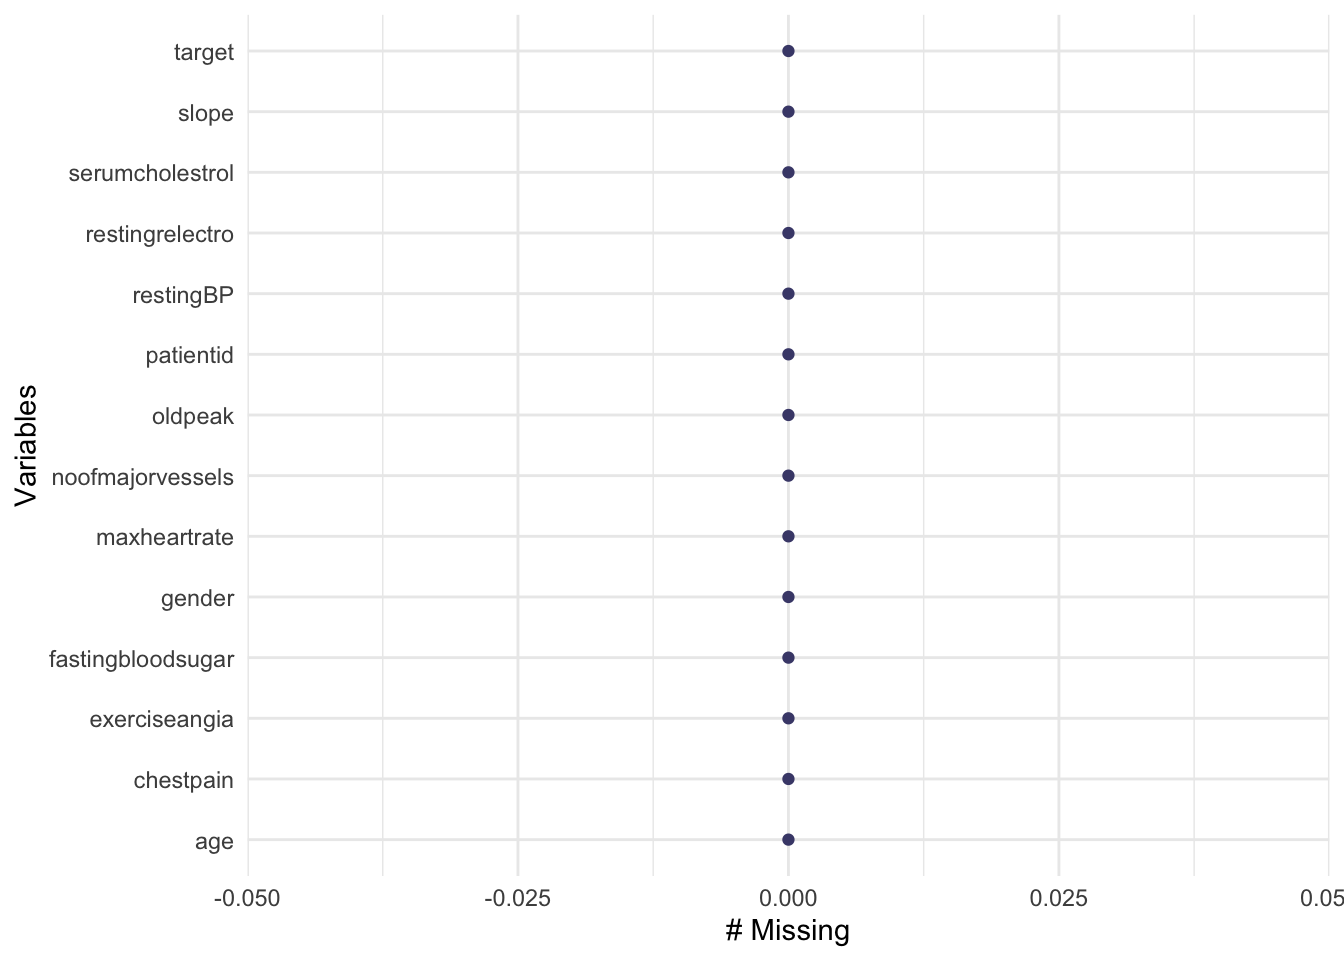 target
slope
serumcholestrol
restingrelectro
restingBP
patientid
oldpeak
noofmajorvessels
maxheartrate
gender
fastingbloodsugar
exerciseangia
chestpain
age
Variables
-0.050 -0.025 0.000 0.025 0.05
# Missing